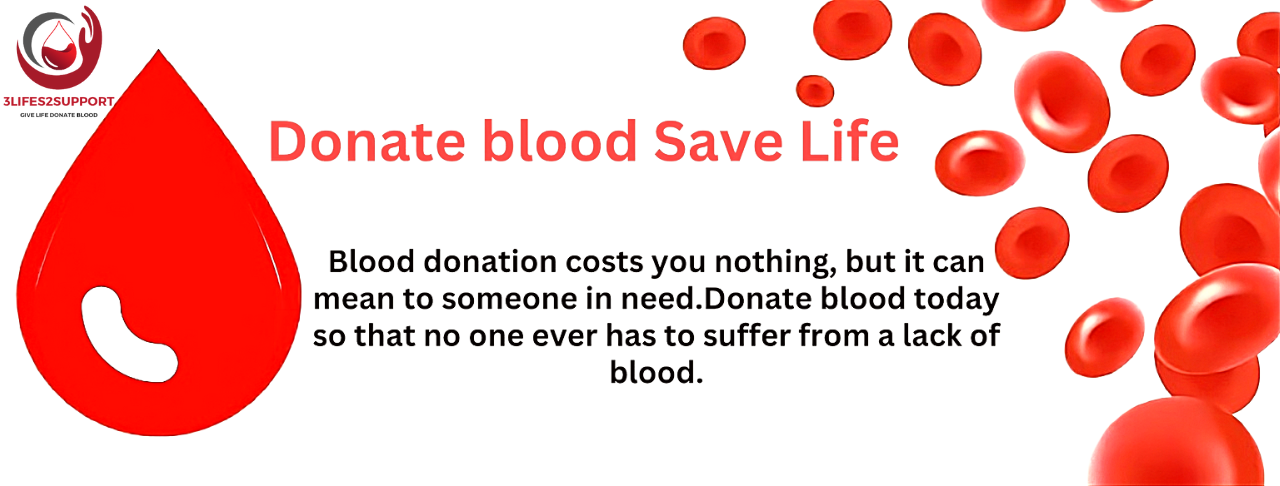 3LIFES2SUPPORT
GIVE LIFE DONATE BLOOD
Donate blood Save Life
Blood donation costs you nothing, but it can
mean to someone in need.Donate blood today
so that no one ever has to suffer from a lack of
blood.